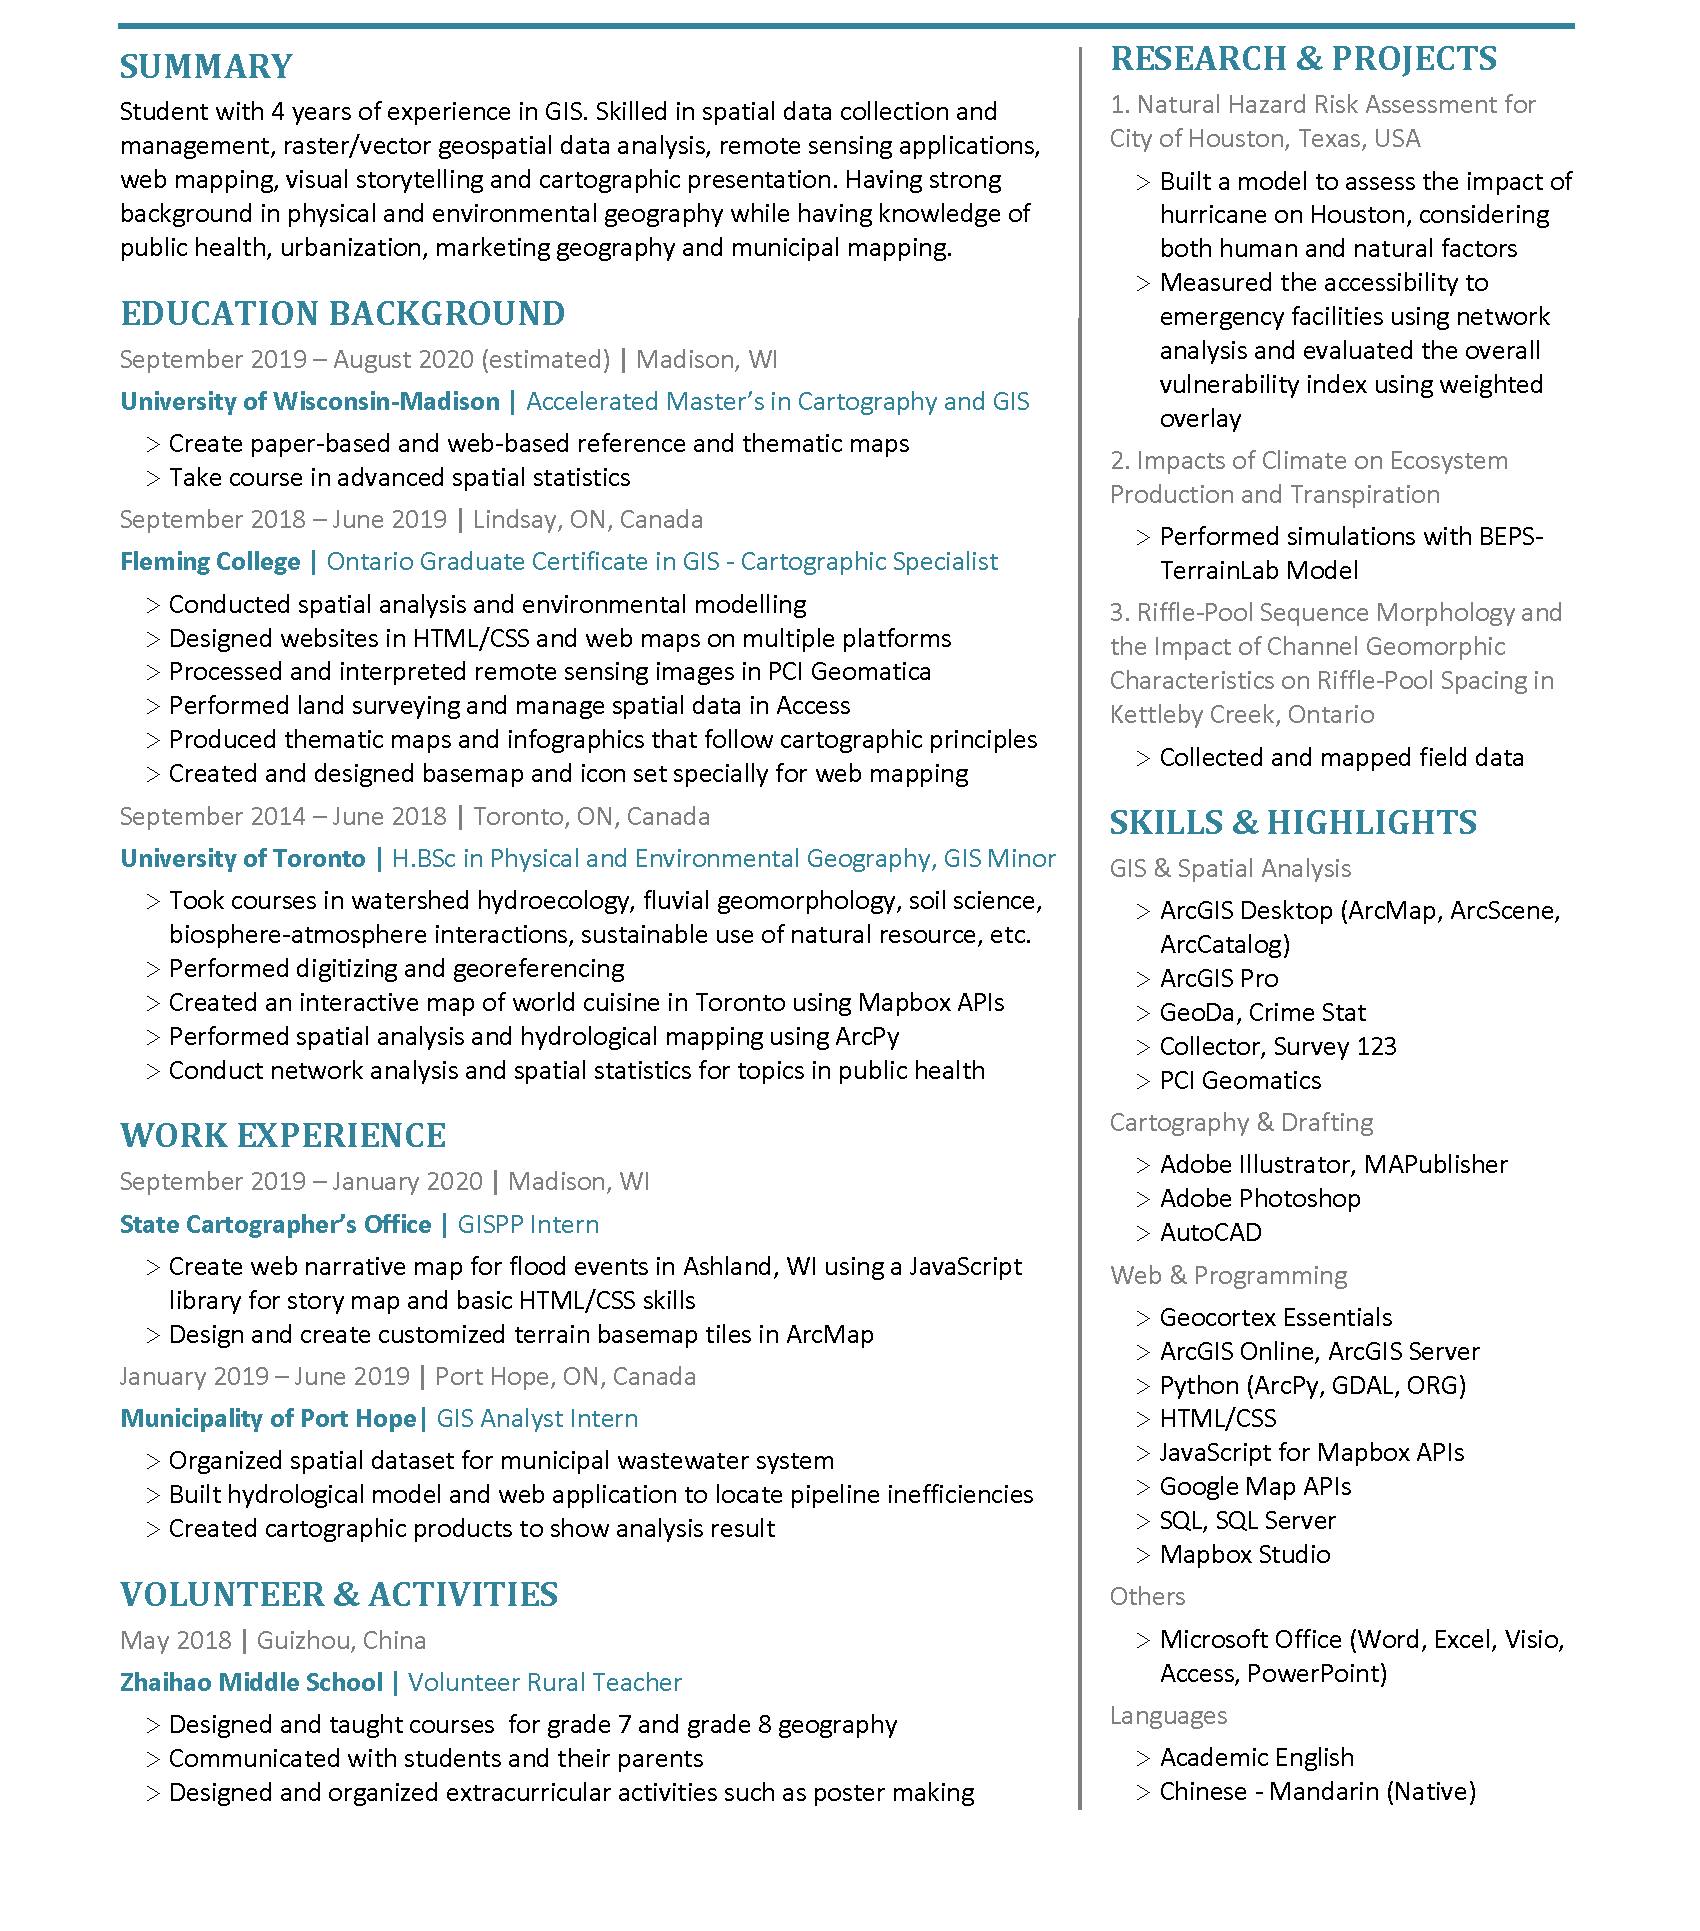 SUMMARY
Student with 4 years of experience in GIS. Skilled in spatial data collection and
management, raster/vector geospatial data analysis, remote sensing applications,
web mapping, visual storytelling and cartographic presentation. Having strong
background in physical and environmental geography while having knowledge of
public health, urbanization, marketing geography and municipal mapping.
EDUCATION BACKGROUND
September 2019 – August 2020 (estimated) | Madison, WI
University of Wisconsin-Madison | Accelerated Master’s in Cartography and GIS
> Create paper-based and web-based reference and thematic maps
> Take course in advanced spatial statistics
September 2018 – June 2019 | Lindsay, ON, Canada
Fleming College | Ontario Graduate Certificate in GIS - Cartographic Specialist
> Conducted spatial analysis and environmental modelling
> Designed websites in HTML/CSS and web maps on multiple platforms
> Processed and interpreted remote sensing images in PCI Geomatica
> Performed land surveying and manage spatial data in Access
> Produced thematic maps and infographics that follow cartographic principles
> Created and designed basemap and icon set specially for web mapping
September 2014 – June 2018 | Toronto, ON, Canada
University of Toronto | H.BSc in Physical and Environmental Geography, GIS Minor
> Took courses in watershed hydroecology, fluvial geomorphology, soil science,
biosphere-atmosphere interactions, sustainable use of natural resource, etc.
> Performed digitizing and georeferencing
> Created an interactive map of world cuisine in Toronto using Mapbox APIs
> Performed spatial analysis and hydrological mapping using ArcPy
> Conduct network analysis and spatial statistics for topics in public health
WORK EXPERIENCE
September 2019 – January 2020 | Madison, WI
State Cartographer’s Office | GISPP Intern
> Create web narrative map for flood events in Ashland, WI using a JavaScript
library for story map and basic HTML/CSS skills
> Design and create customized terrain basemap tiles in ArcMap
January 2019 – June 2019 | Port Hope, ON, Canada
Municipality of Port Hope| GIS Analyst Intern
> Organized spatial dataset for municipal wastewater system
> Built hydrological model and web application to locate pipeline inefficiencies
> Created cartographic products to show analysis result
VOLUNTEER & ACTIVITIES
May 2018 | Guizhou, China
Zhaihao Middle School | Volunteer Rural Teacher
> Designed and taught courses  for grade 7 and grade 8 geography
> Communicated with students and their parents
> Designed and organized extracurricular activities such as poster making
RESEARCH & PROJECTS
1. Natural Hazard Risk Assessment for
City of Houston, Texas, USA
> Built a model to assess the impact of
hurricane on Houston, considering
both human and natural factors
> Measured the accessibility to
emergency facilities using network
analysis and evaluated the overall
vulnerability index using weighted
overlay
2. Impacts of Climate on Ecosystem
Production and Transpiration
> Performed simulations with BEPS-
TerrainLab Model
3. Riffle-Pool Sequence Morphology and
the Impact of Channel Geomorphic
Characteristics on Riffle-Pool Spacing in
Kettleby Creek, Ontario
> Collected and mapped field data
SKILLS & HIGHLIGHTS
GIS & Spatial Analysis
> ArcGIS Desktop (ArcMap, ArcScene,
ArcCatalog)
> ArcGIS Pro
> GeoDa, Crime Stat
> Collector, Survey 123
> PCI Geomatics
Cartography & Drafting
> Adobe Illustrator, MAPublisher
> Adobe Photoshop
> AutoCAD
Web & Programming
> Geocortex Essentials
> ArcGIS Online, ArcGIS Server
> Python (ArcPy, GDAL, ORG)
> HTML/CSS
> JavaScript for Mapbox APIs
> Google Map APIs
> SQL, SQL Server
> Mapbox Studio
Others
> Microsoft Office (Word, Excel, Visio,
Access, PowerPoint)
Languages
> Academic English
> Chinese - Mandarin (Native)